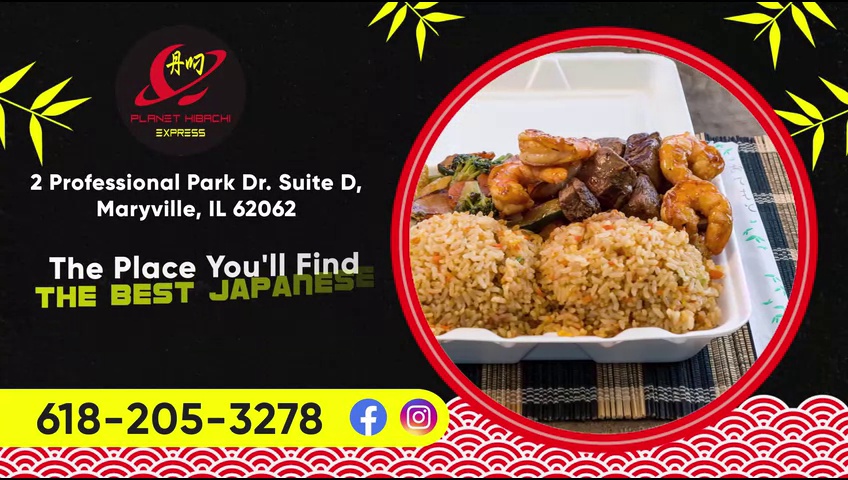 丹叼
PLANET HIBACHI
EXPRESS
2 Professional Park Dr. Suite D,
Maryville, IL 62062
The Place You'll Find
THE BEST JAPANESE
618-205-3278